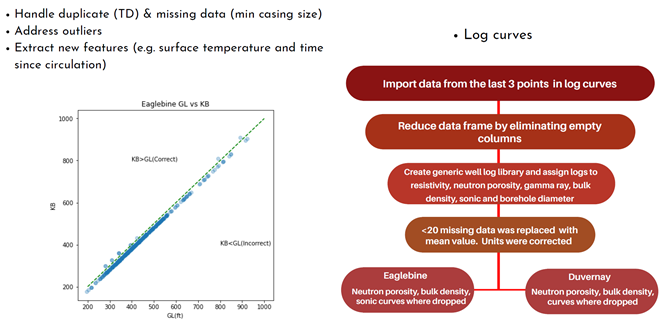 • Handle duplicate (TD) & missing data (min casing size)
• Address outliers
• Extract new features (e.g. surface temperature and time
since circulation)
Eaglebine GL vs KB
1000
800
600
400
200
KB
KB>GL(Correct)
KB<GL(Incorrect)
200 300 400 500 600 700 800 900 1000
GL(ft)
• Log curves
Import data from the last 3 points in log curves
Reduce data frame by eliminating empty
columns
Create generic well log library and assign logs to
resistivity, neutron porosity, gamma ray, bulk
density, sonic and borehole diameter
<20 missing data was replaced with
mean value. Units were corrected
Eaglebine
Neutron porosity, bulk density,
sonic curves where dropped
Duvernay
Neutron porosity, bulk density,
curves where dropped